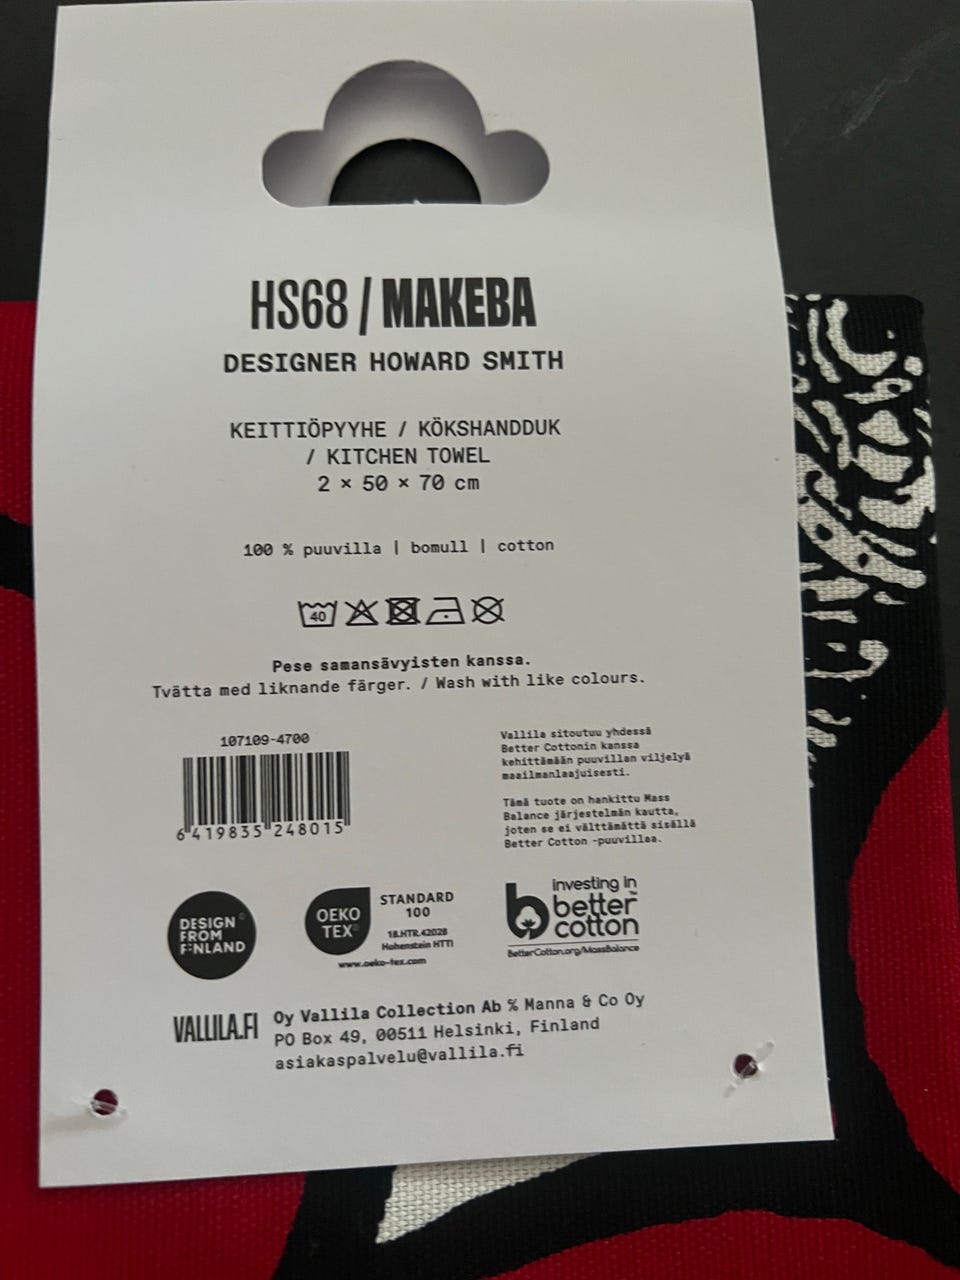 HS68 / MAKEBA
DESIGNER HOWARD SMITH
KEITTIÖPYYHE / KÖKSHANDDUK
/ KITCHEN TOWEL
2 × 50 × 70 cm
100 % puuvilla | bomull | cotton
40
Pese samansävyisten kanssa.
Tvätta med liknande färger. / Wash with like colours.
107109-4700
6 419835 248015
Vallila sitoutuu yhdessä
Better Cottonin kanssa
kehittämään puuvillan viljelyä
maailmanlaajuisesti.
Tämä tuote on hankittu Mass
Balance järjestelmän kautta,
joten se ei välttämättä sisällä
Better Cotton -puuvillaa.
DESIGN ©
FROM
F:NLAND
OEKO
TEX®
STANDARD
100
18.HTR.42028
Hohenstein HTTI
www.oeko-tex.com
investing in
better™
cotton
BetterCotton.org/MassBalance
VALLILA.FI
Oy Vallila Collection Ab % Manna & Co Oy
PO Box 49, 00511 Helsinki, Finland
asiakaspalvelu@vallila.fi